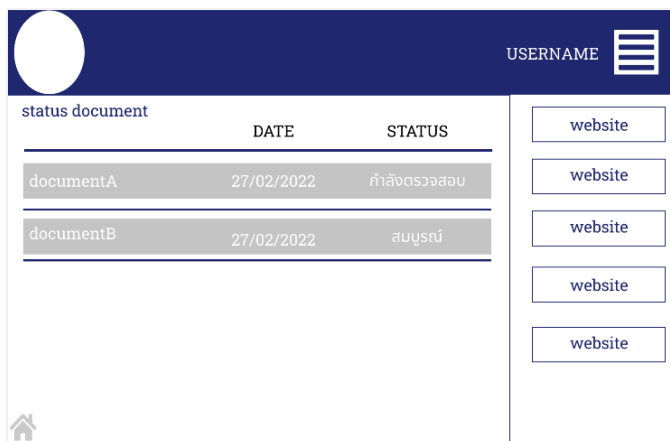 USERNAME
status document
DATE STATUS
documentA 27/02/2022 กำลังตรวจสอบ
documentB 27/02/2022 สมบูรณ์
website
website
website
website
website